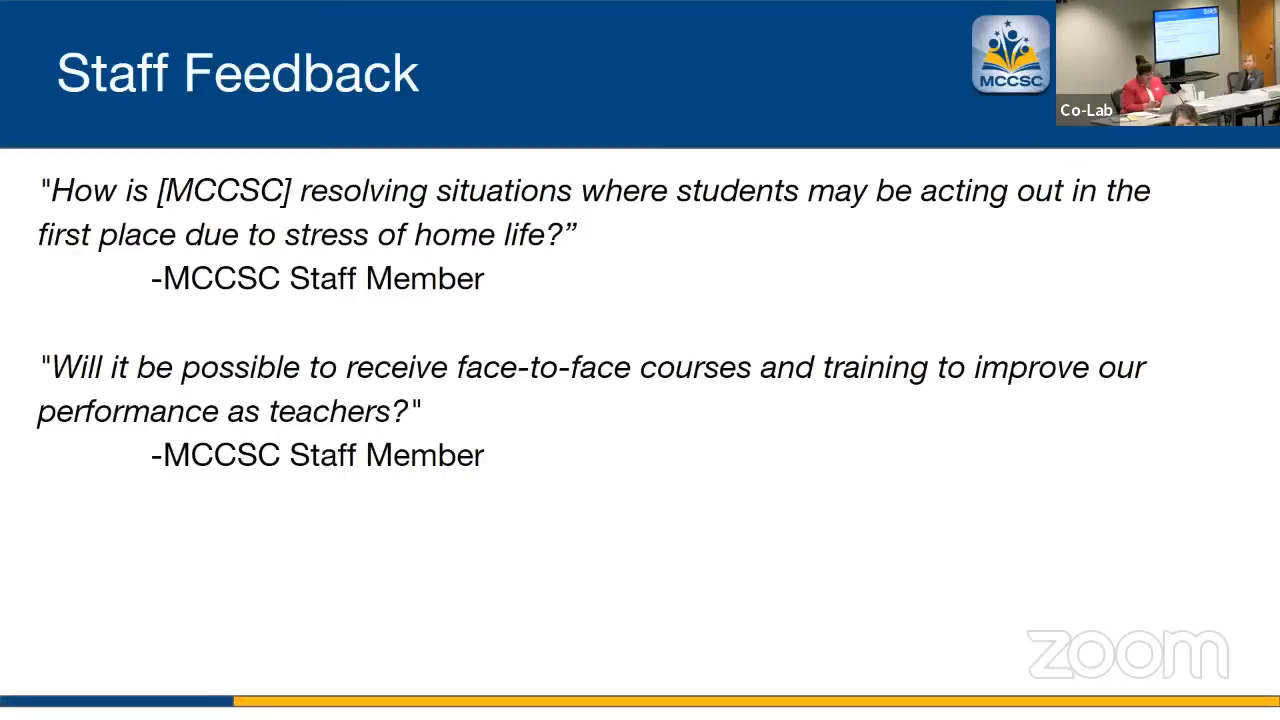 Staff Feedback
MCCSC
Co-Lab
"How is [MCCSC] resolving situations where students may be acting out in the
first place due to stress of home life?”
-MCCSC Staff Member
"Will it be possible to receive face-to-face courses and training to improve our
performance as teachers?"
-MCCSC Staff Member
zoom